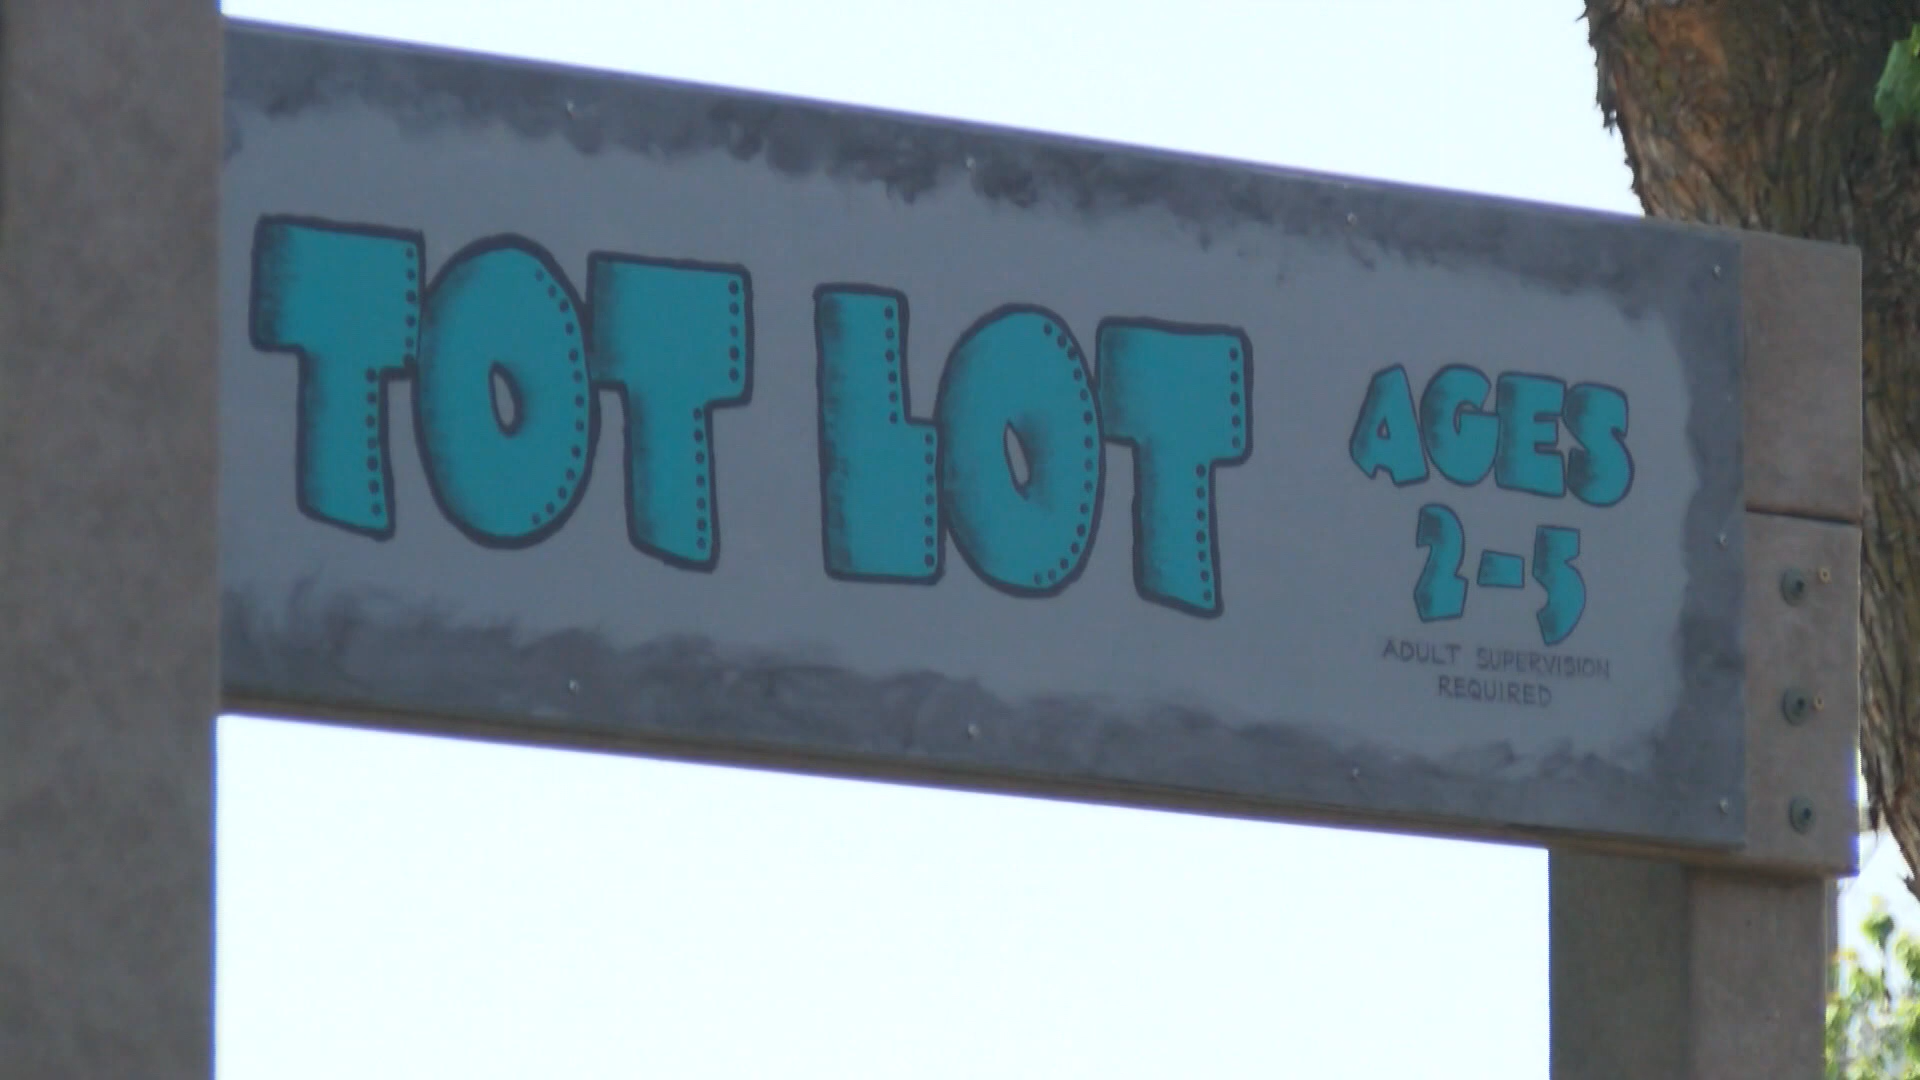 TOT LOT
AGES
2-5
ADULT SUPERVISION
REQUIRED